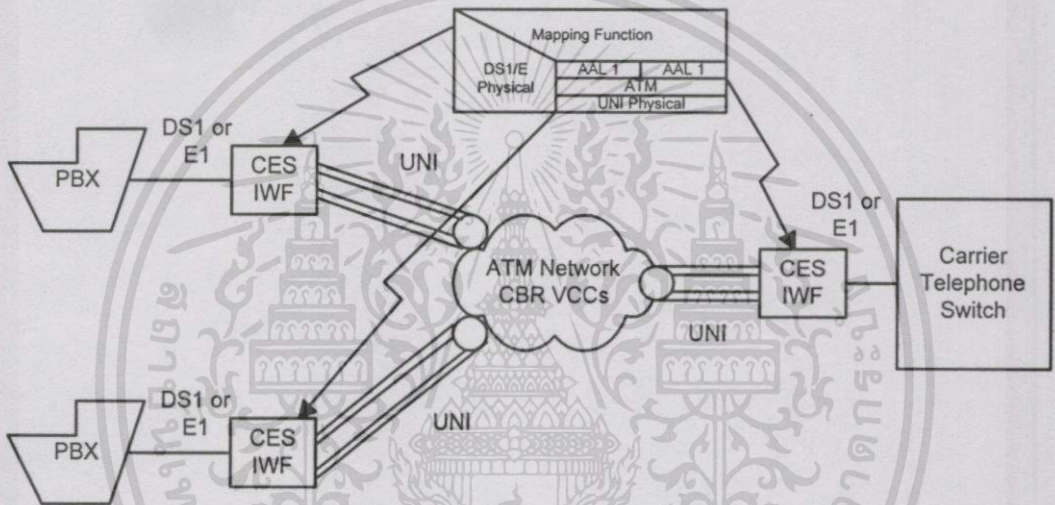 Mapping Function
DS1/E
Physical
AAL 1
AAL 1
ATM
UNI Physical
DS1 or
E1
PBX
CES
IWF
UNI
ATM Network
CBR VCCs
DS1 or
E1
CES
IWF
UNI
Carrier
Telephone
Switch
DS1 or
E1
PBX
CES
IWF
UNI